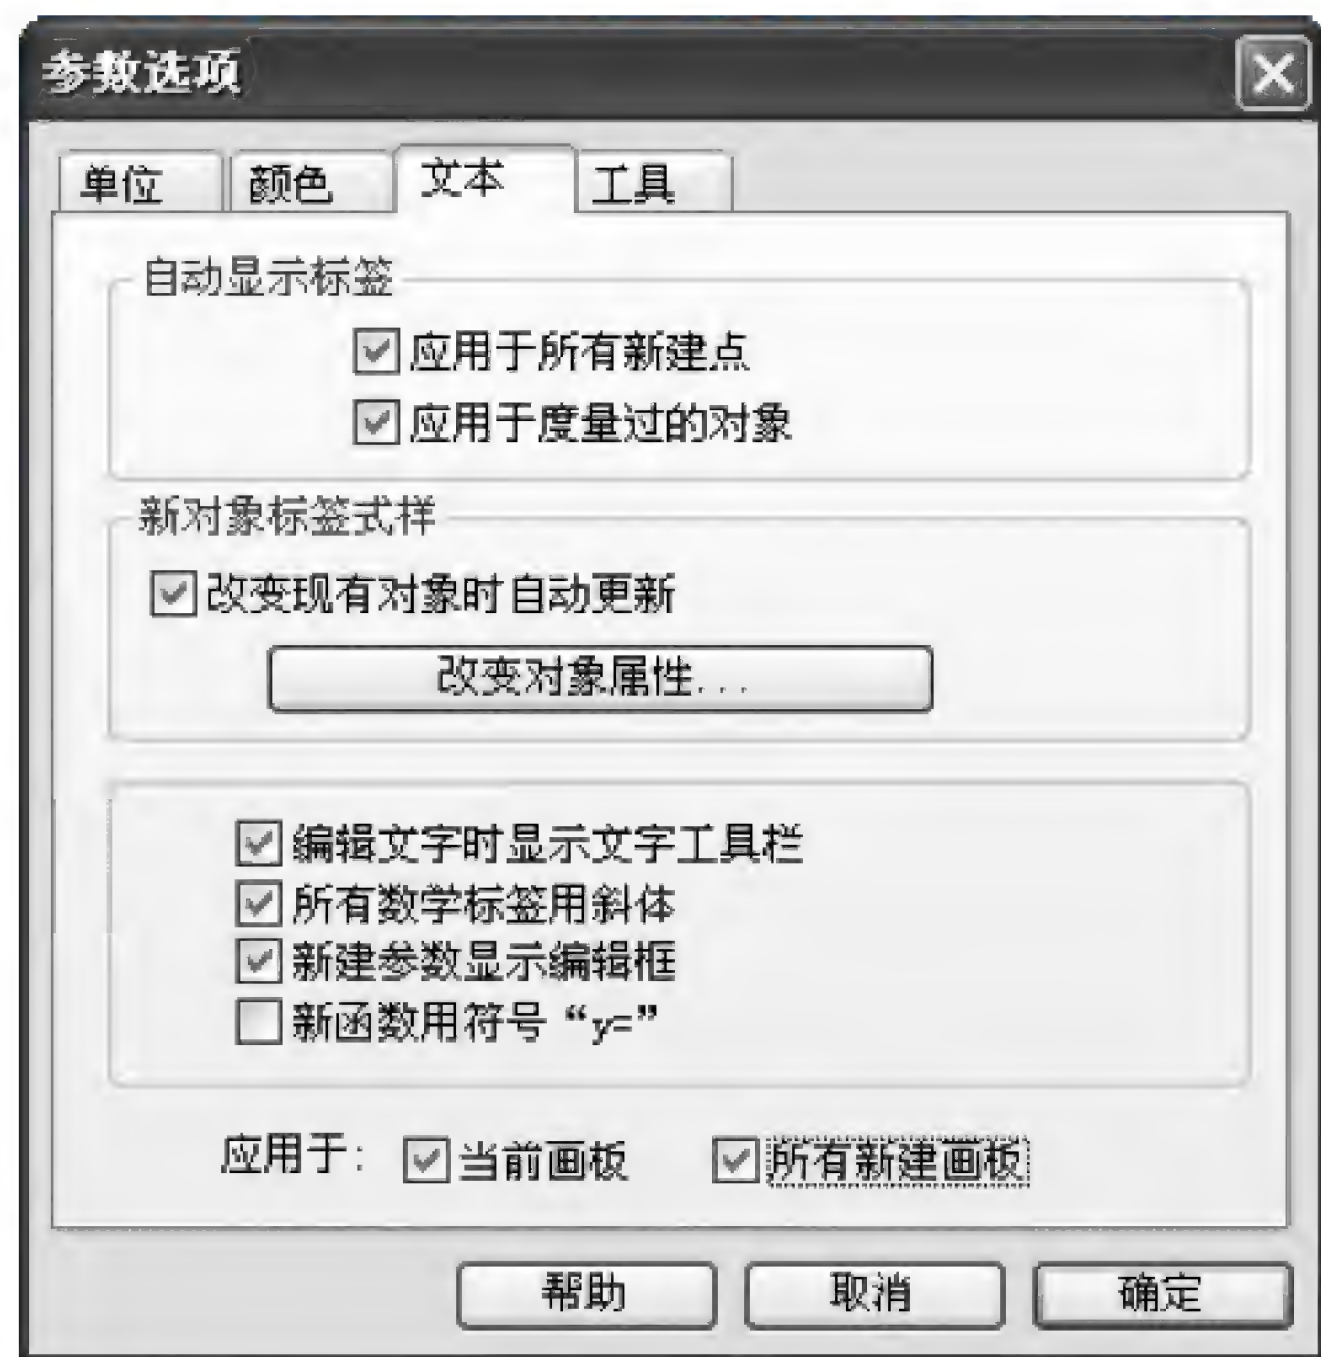 参数选项
单位 颜色 文本 工具
自动显示标签
应用于所有新建点
应用于度量过的对象
新对象标签式样
改变现有对象时自动更新
改变对象属性...
编辑文字时显示文字工具栏
所有数学标签用斜体
新建参数显示编辑框
新函数用符号“y=”
应用于: 当前画板 所有新建画板
帮助 取消 确定